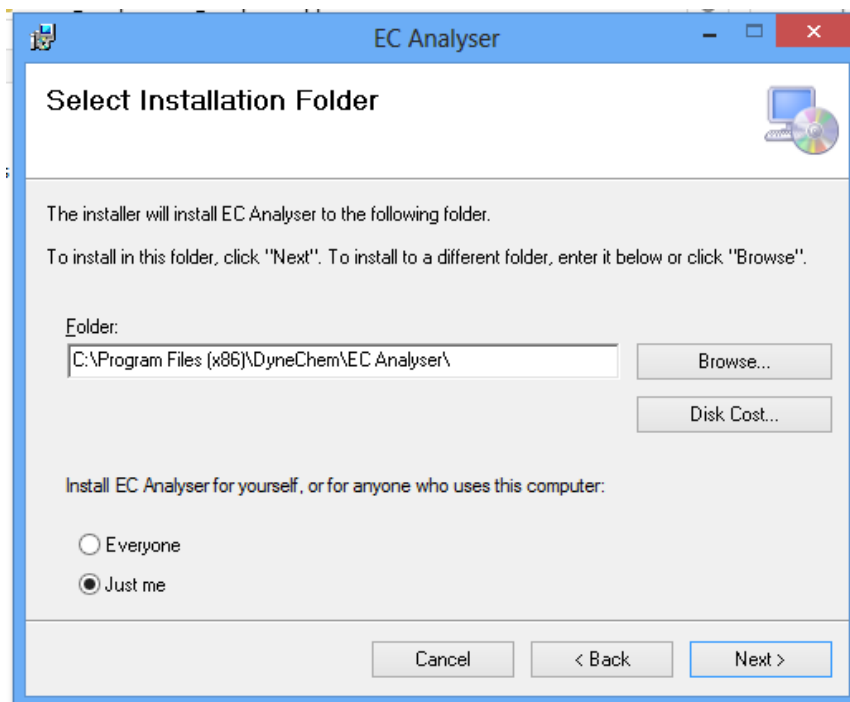 EC Analyser
Select Installation Folder
The installer will install EC Analyser to the following folder.
To install in this folder, click "Next". To install to a different folder, enter it below or click "Browse".
Folder:
C:\Program Files (x86)\DyneChem\EC Analyser\
Browse...
Disk Cost...
Install EC Analyser for yourself, or for anyone who uses this computer:
Everyone
Just me
Cancel
< Back
Next >